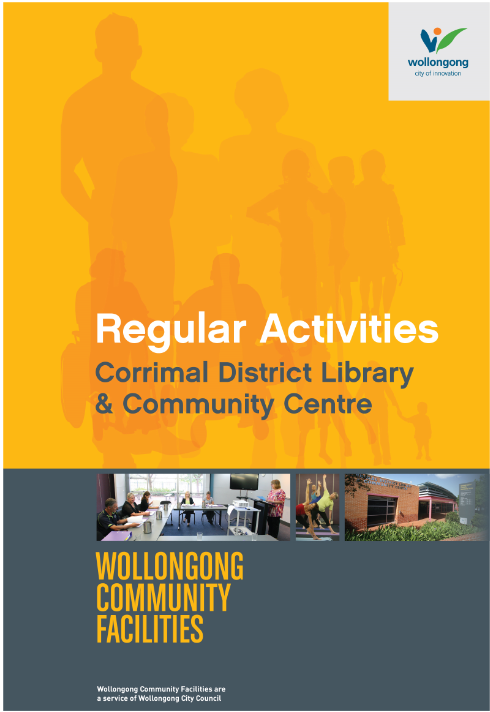 wollongong
city of innovation
Regular Activities
Corrimal District Library
& Community Centre
WOLLONGONG
COMMUNITY
FACILITIES
Wollongong Community Facilities are
a service of Wollongong City Council